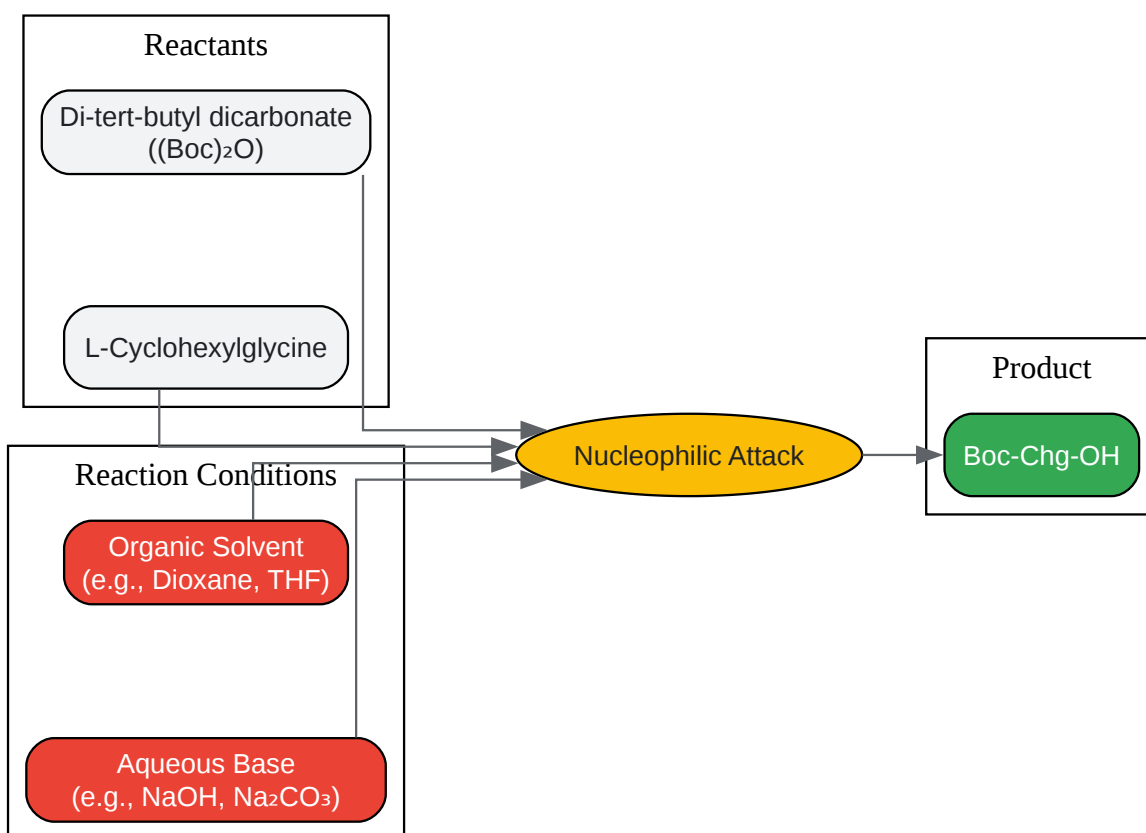 Reactants
Di-tert-butyl dicarbonate
((Boc)₂O)
L-Cyclohexylglycine
Reaction Conditions
Organic Solvent
(e.g., Dioxane, THF)
Aqueous Base
(e.g., NaOH, Na₂CO₃)
Nucleophilic Attack
Product
Boc-Chg-OH